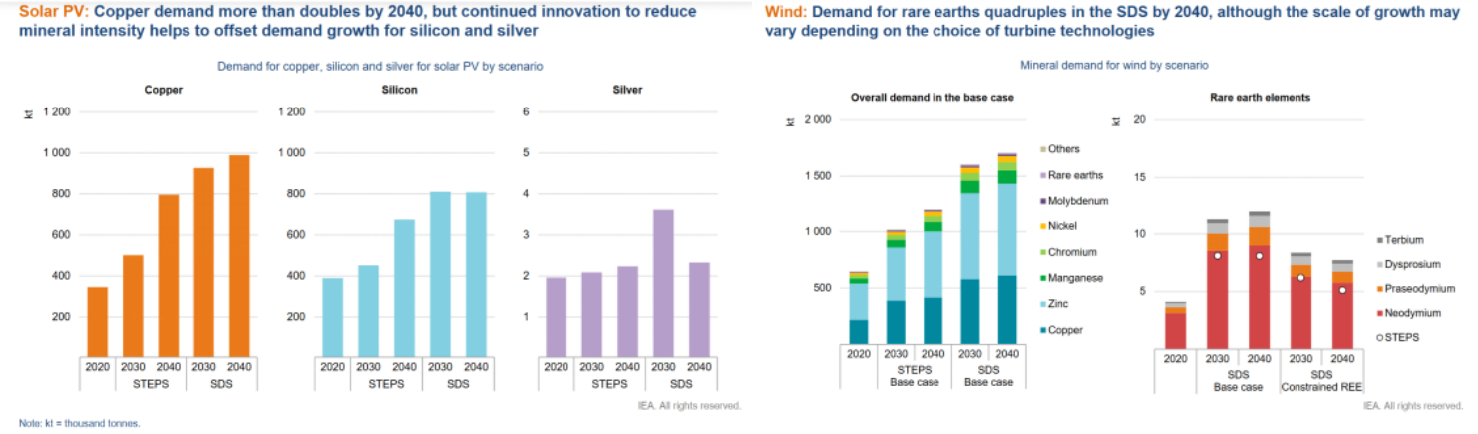 Solar PV: Copper demand more than doubles by 2040, but continued innovation to reduce
mineral intensity helps to offset demand growth for silicon and silver
Demand for copper, silicon and silver for solar PV by scenario
Copper
kt
1 200
1 000
800
600
400
200
2020 2030 2040 2030 2040
STEPS SDS
Silicon
1 200
1 000
800
600
400
200
2020 2030 2040 2030 2040
STEPS SDS
Silver
6
5
4
3
2
1
2020 2030 2040 2030 2040
STEPS SDS
IEA. All rights reserved.
Note: kt = thousand tonnes.
Wind: Demand for rare earths quadruples in the SDS by 2040, although the scale of growth may
vary depending on the choice of turbine technologies
Mineral demand for wind by scenario
Overall demand in the base case
kt
2 000
1 500
1 000
500
2020 2030 2040 2030 2040
STEPS SDS
Base case Base case
Others
Rare earths
Molybdenum
Nickel
Chromium
Manganese
Zinc
Copper
Rare earth elements
kt
20
15
10
5
2020 2030 2040 2030 2040
SDS SDS
Base case Constrained REE
Terbium
Dysprosium
Praseodymium
Neodymium
STEPS
IEA. All rights reserved.